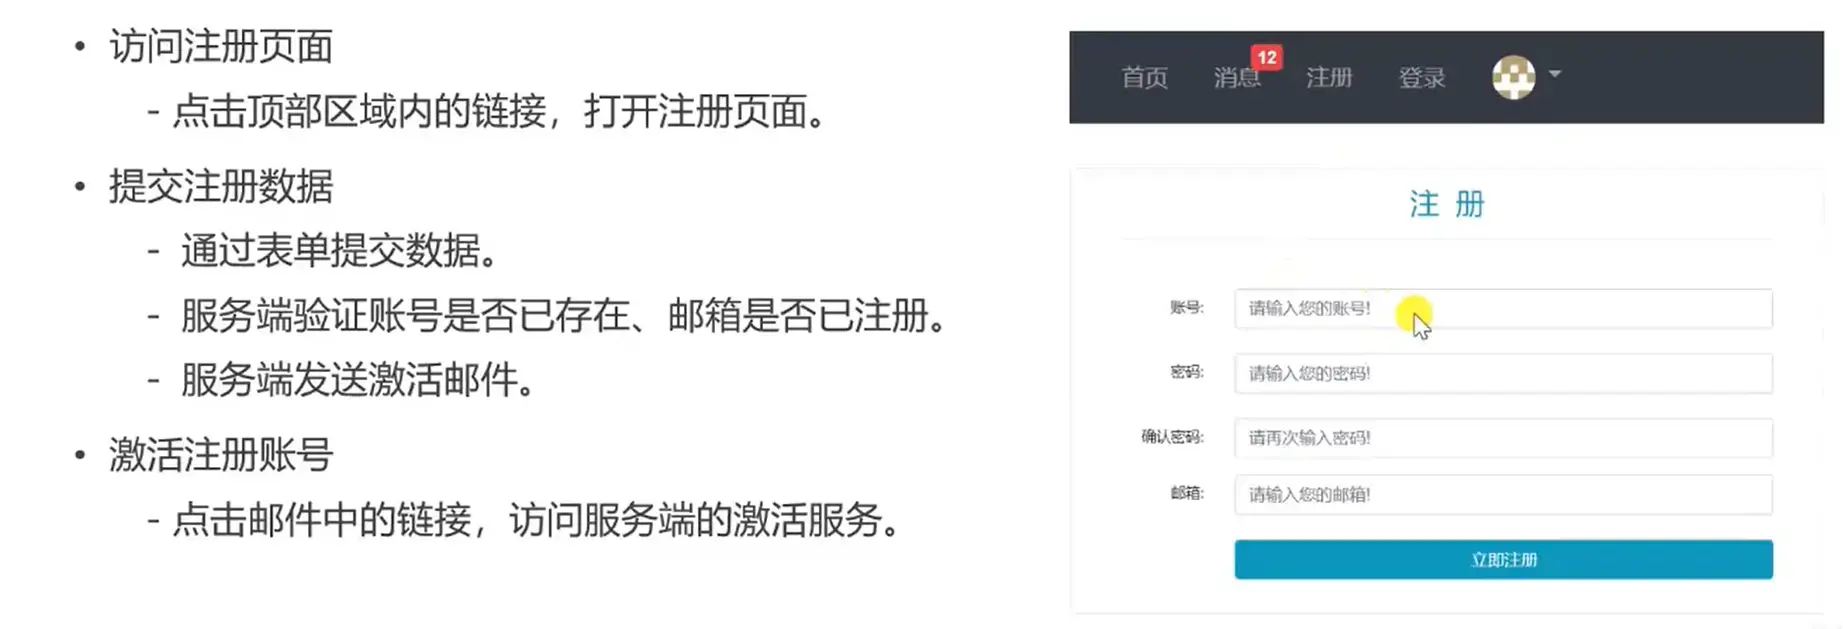 • 访问注册页面
- 点击顶部区域内的链接，打开注册页面。
• 提交注册数据
- 通过表单提交数据。
- 服务端验证账号是否已存在、邮箱是否已注册。
- 服务端发送激活邮件。
• 激活注册账号
- 点击邮件中的链接，访问服务端的激活服务。
首页 消息 12 注册 登录
注 册
账号: 请输入您的账号!
密码: 请输入您的密码!
确认密码: 请再次输入密码!
邮箱: 请输入您的邮箱!
立即注册